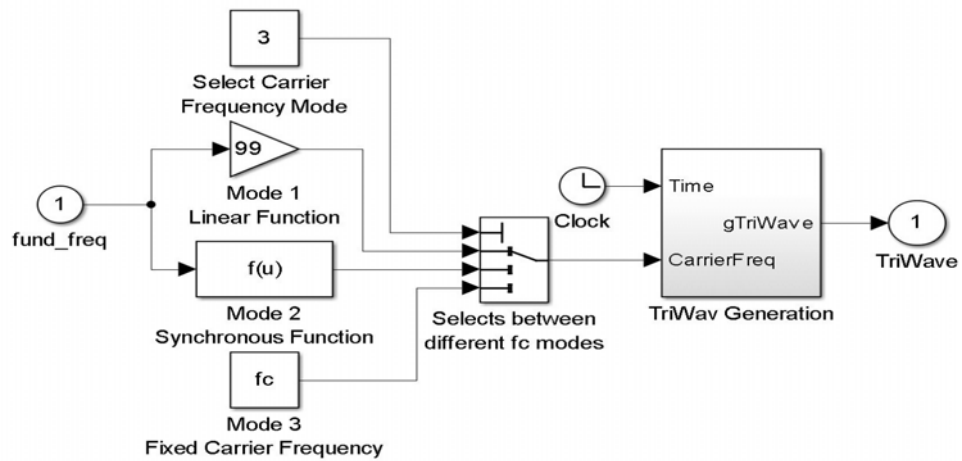 3
Select Carrier
Frequency Mode
99
Mode 1
Linear Function
1
fund_freq
f(u)
Mode 2
Synchronous Function
fc
Mode 3
Fixed Carrier Frequency
Selects between
different fc modes
Clock
Time
gTriWave
CarrierFreq
TriWav Generation
1
TriWave